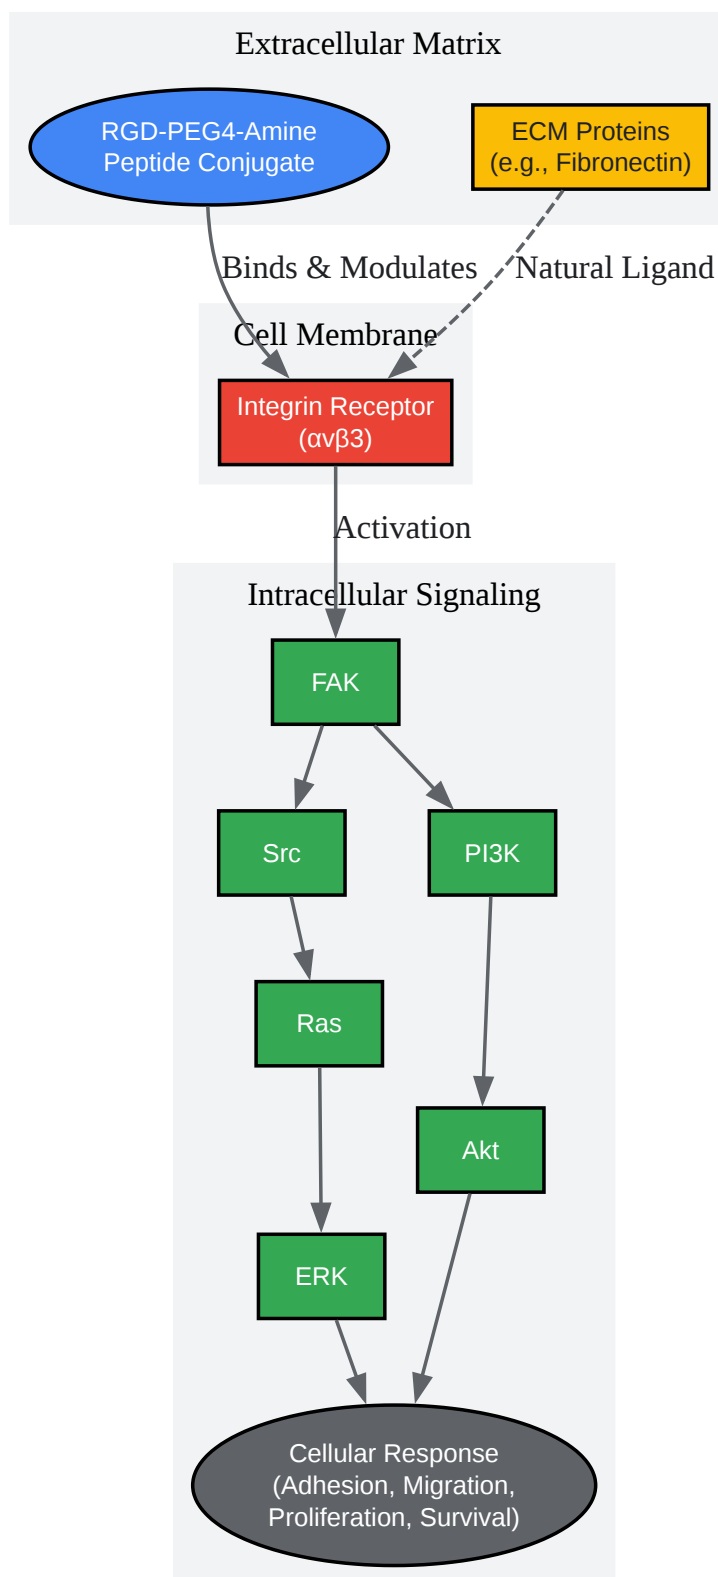 Extracellular Matrix
RGD-PEG4-Amine
Peptide Conjugate
ECM Proteins
(e.g., Fibronectin)
Binds & Modulates
Natural Ligand
Cell Membrane
Integrin Receptor
(αvβ3)
Activation
Intracellular Signaling
FAK
Src
PI3K
Ras
Akt
ERK
Cellular Response
(Adhesion, Migration,
Proliferation, Survival)